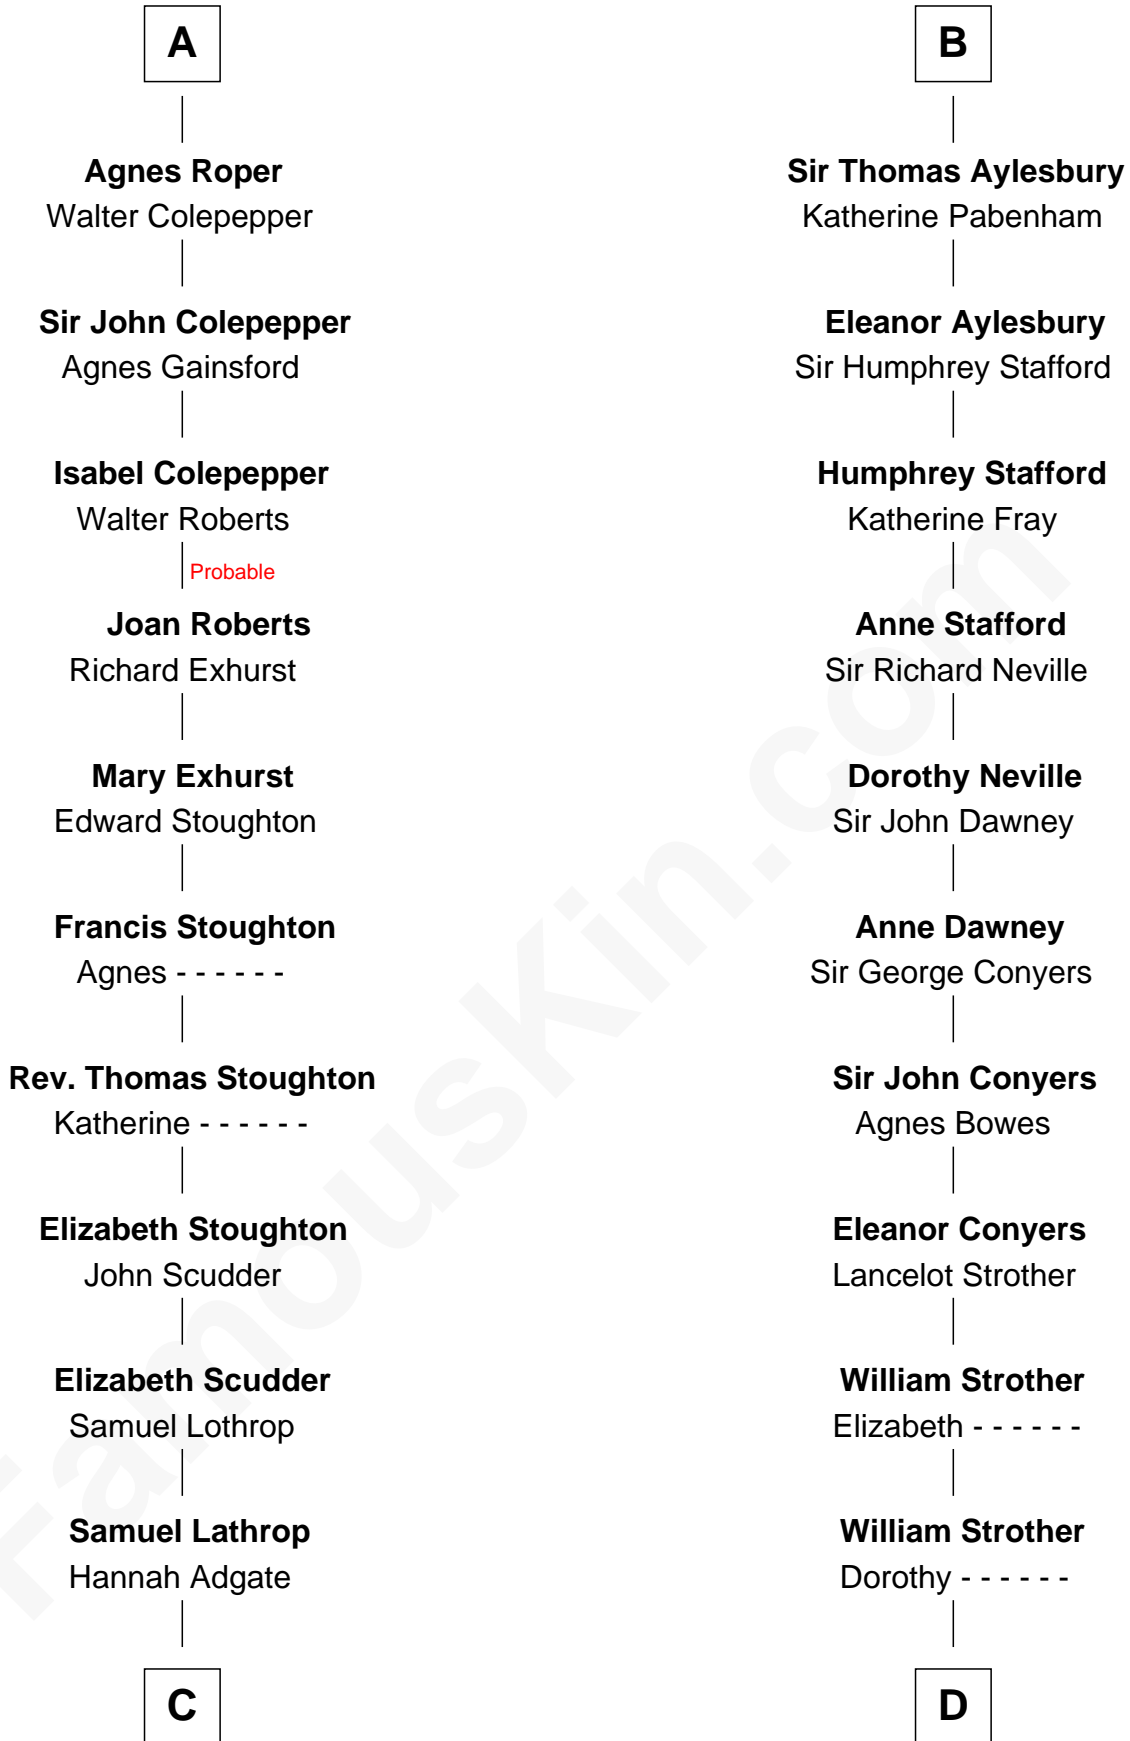 A
Agnes Roper
Walter Colepepper
Sir John Colepepper
Agnes Gainsford
Isabel Colepepper
Walter Roberts
Probable
Joan Roberts
Richard Exhurst
Mary Exhurst
Edward Stoughton
Francis Stoughton
Agnes - - - - - -
Rev. Thomas Stoughton
Katherine - - - - - -
Elizabeth Stoughton
John Scudder
Elizabeth Scudder
Samuel Lothrop
Samuel Lathrop
Hannah Adgate
C
B
Sir Thomas Aylesbury
Katherine Pabenham
Eleanor Aylesbury
Sir Humphrey Stafford
Humphrey Stafford
Katherine Fray
Anne Stafford
Sir Richard Neville
Dorothy Neville
Sir John Dawney
Anne Dawney
Sir George Conyers
Sir John Conyers
Agnes Bowes
Eleanor Conyers
Lancelot Strother
William Strother
Elizabeth - - - - - -
William Strother
Dorothy - - - - - -
D
FamousKin.com